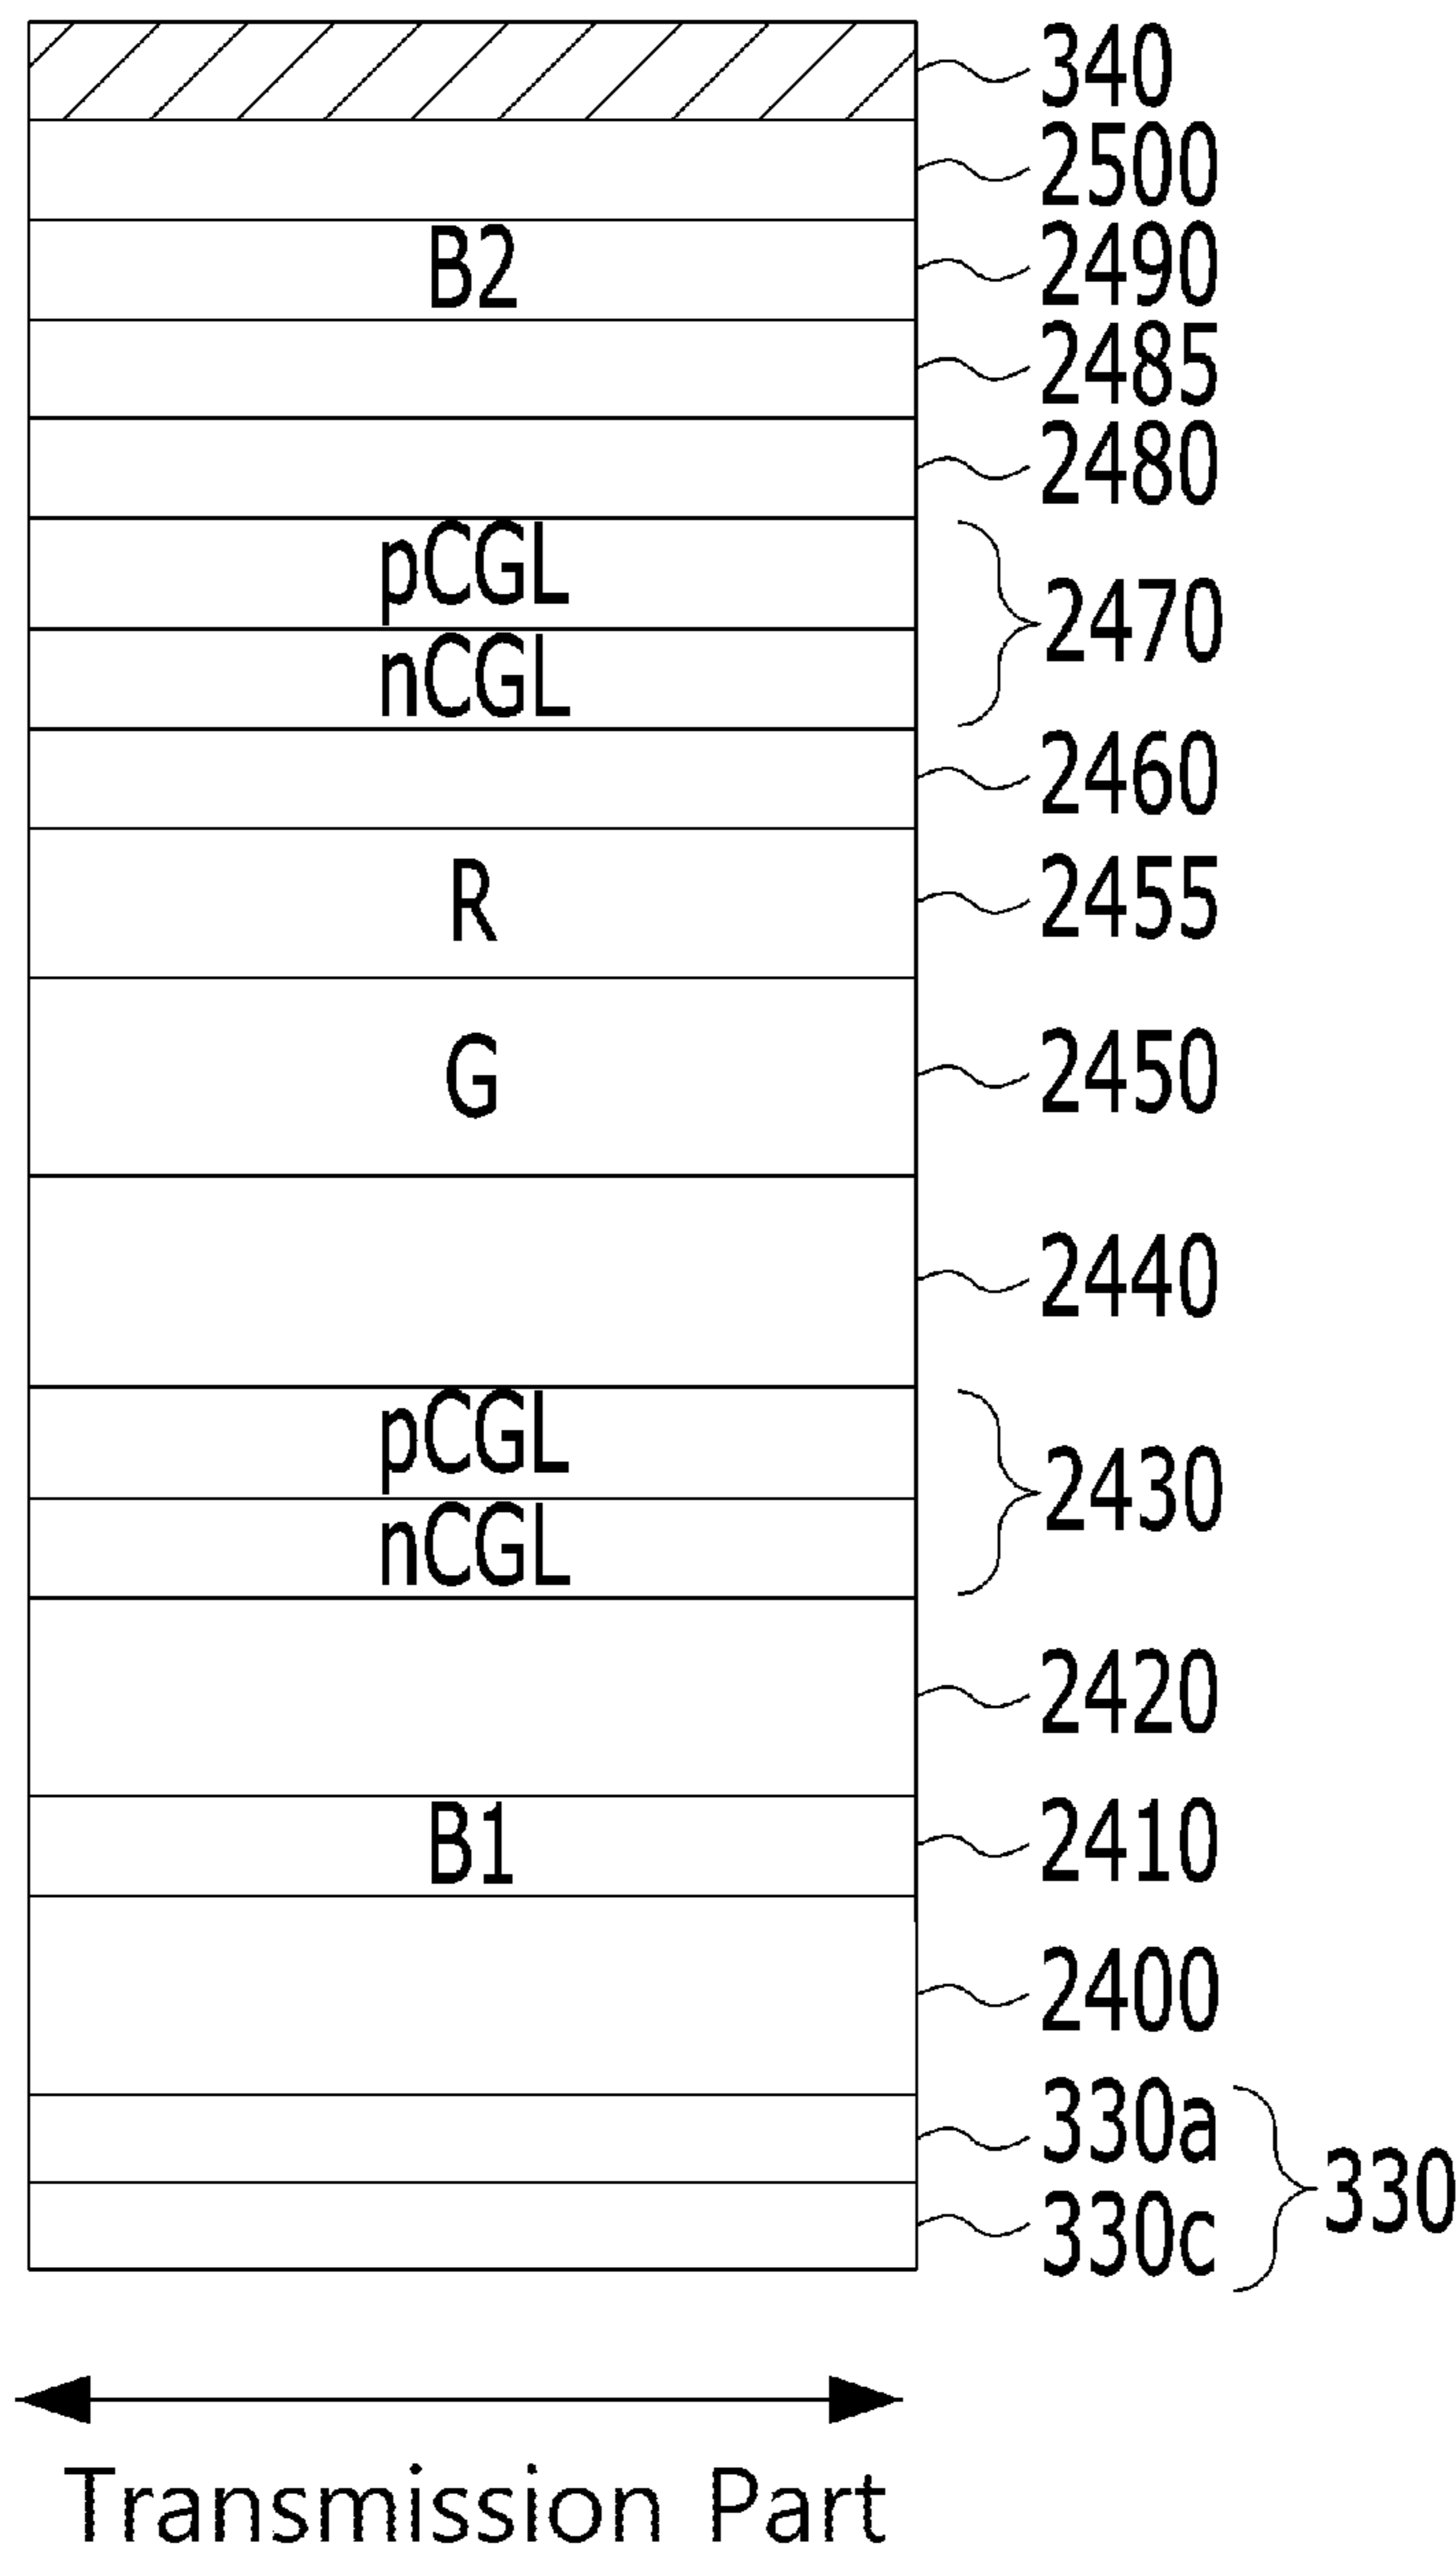 340
2500
B2 2490
2485
2480
pCGL
2470
nCGL
2460
R 2455
G 2450
2440
pCGL
2430
nCGL
2420
B1 2410
2400
330a
330
330c
Transmission Part